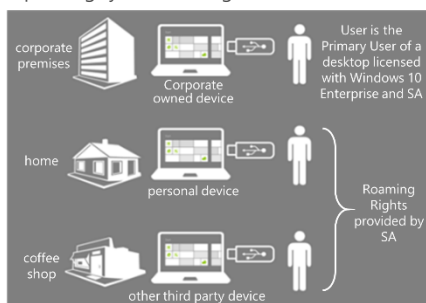 corporate
premises
Corporate
owned device
User is the
Primary User of a
desktop licensed
with Windows 10
Enterprise and SA
home
personal device
Roaming
Rights
provided by
SA
coffee
shop
other third party device